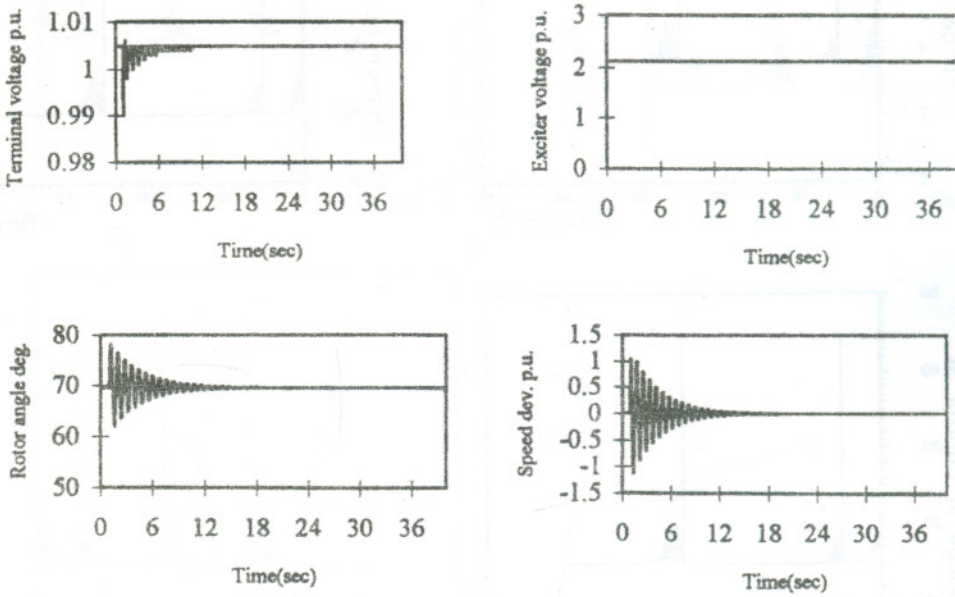 Terminal voltage p.u.
1.01
1
0.99
0.98
0 6 12 18 24 30 36
Time(sec)
Exciter voltage p.u.
3
2
1
0
0 6 12 18 24 30 36
Time(sec)
Rotor angle deg.
80
70
60
50
0 6 12 18 24 30 36
Time(sec)
Speed dev. p.u.
1.5
1
0.5
0
-0.5
-1
-1.5
0 6 12 18 24 30 36
Time(sec)